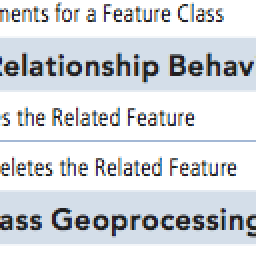 ments for a Feature Class
Relationship Behav
es the Related Feature
eletes the Related Feature
ass Geoprocessing